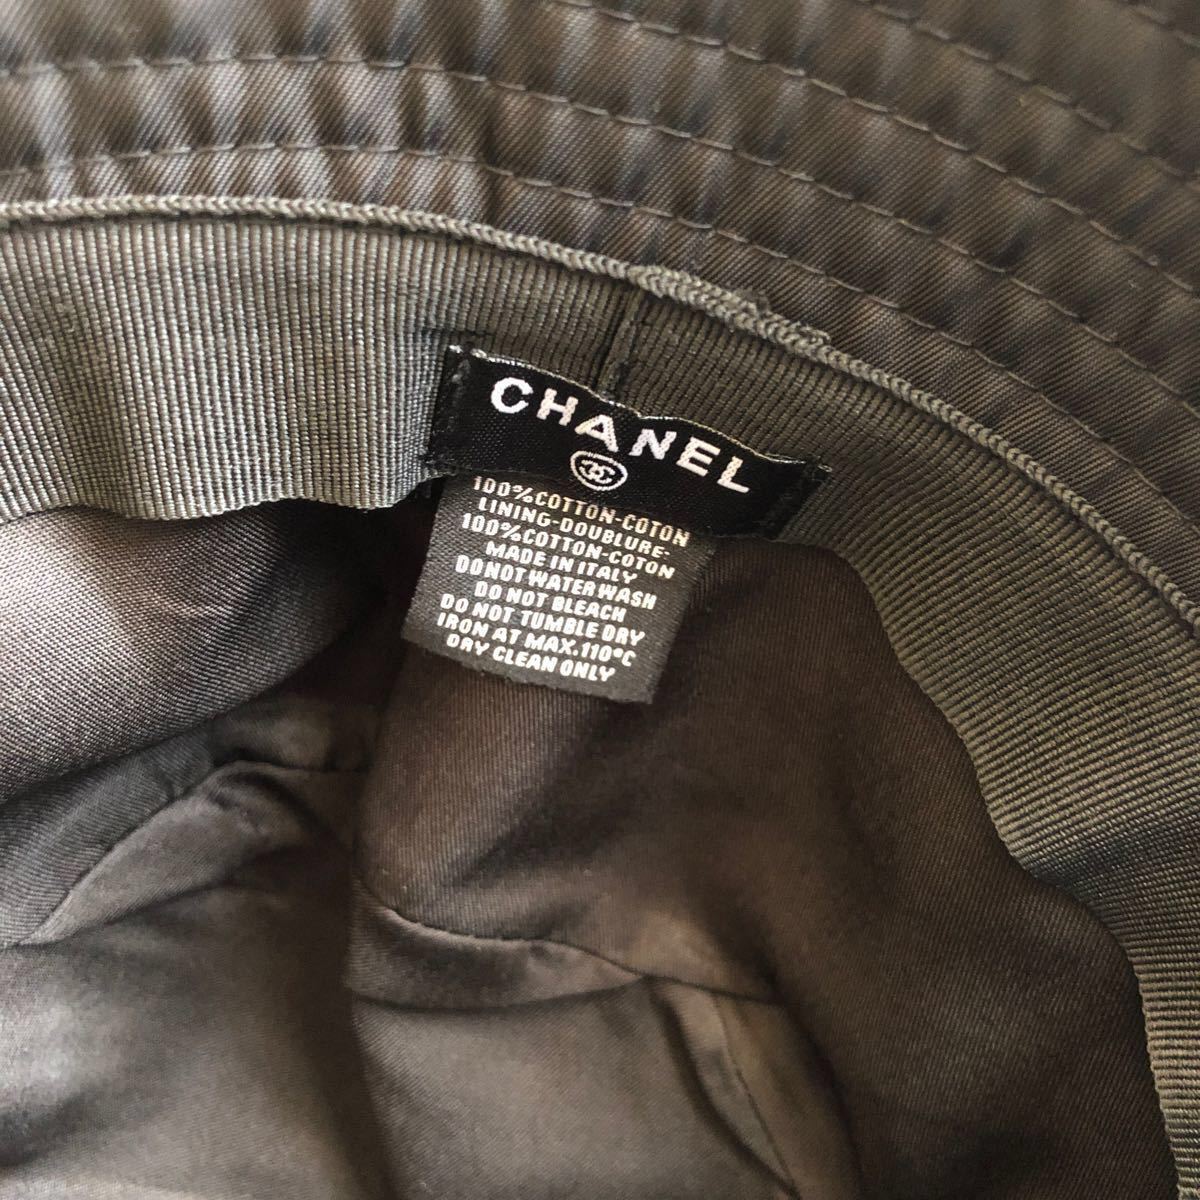 CHANEL
100%COTTON-COTON
LINING-DOUBLURE-
100%COTTON-COTON
MADE IN ITALY
DO NOT WATER WASH
DO NOT BLEACH
DO NOT TUMBLE DRY
IRON AT MAX.110°C
DRY CLEAN ONLY